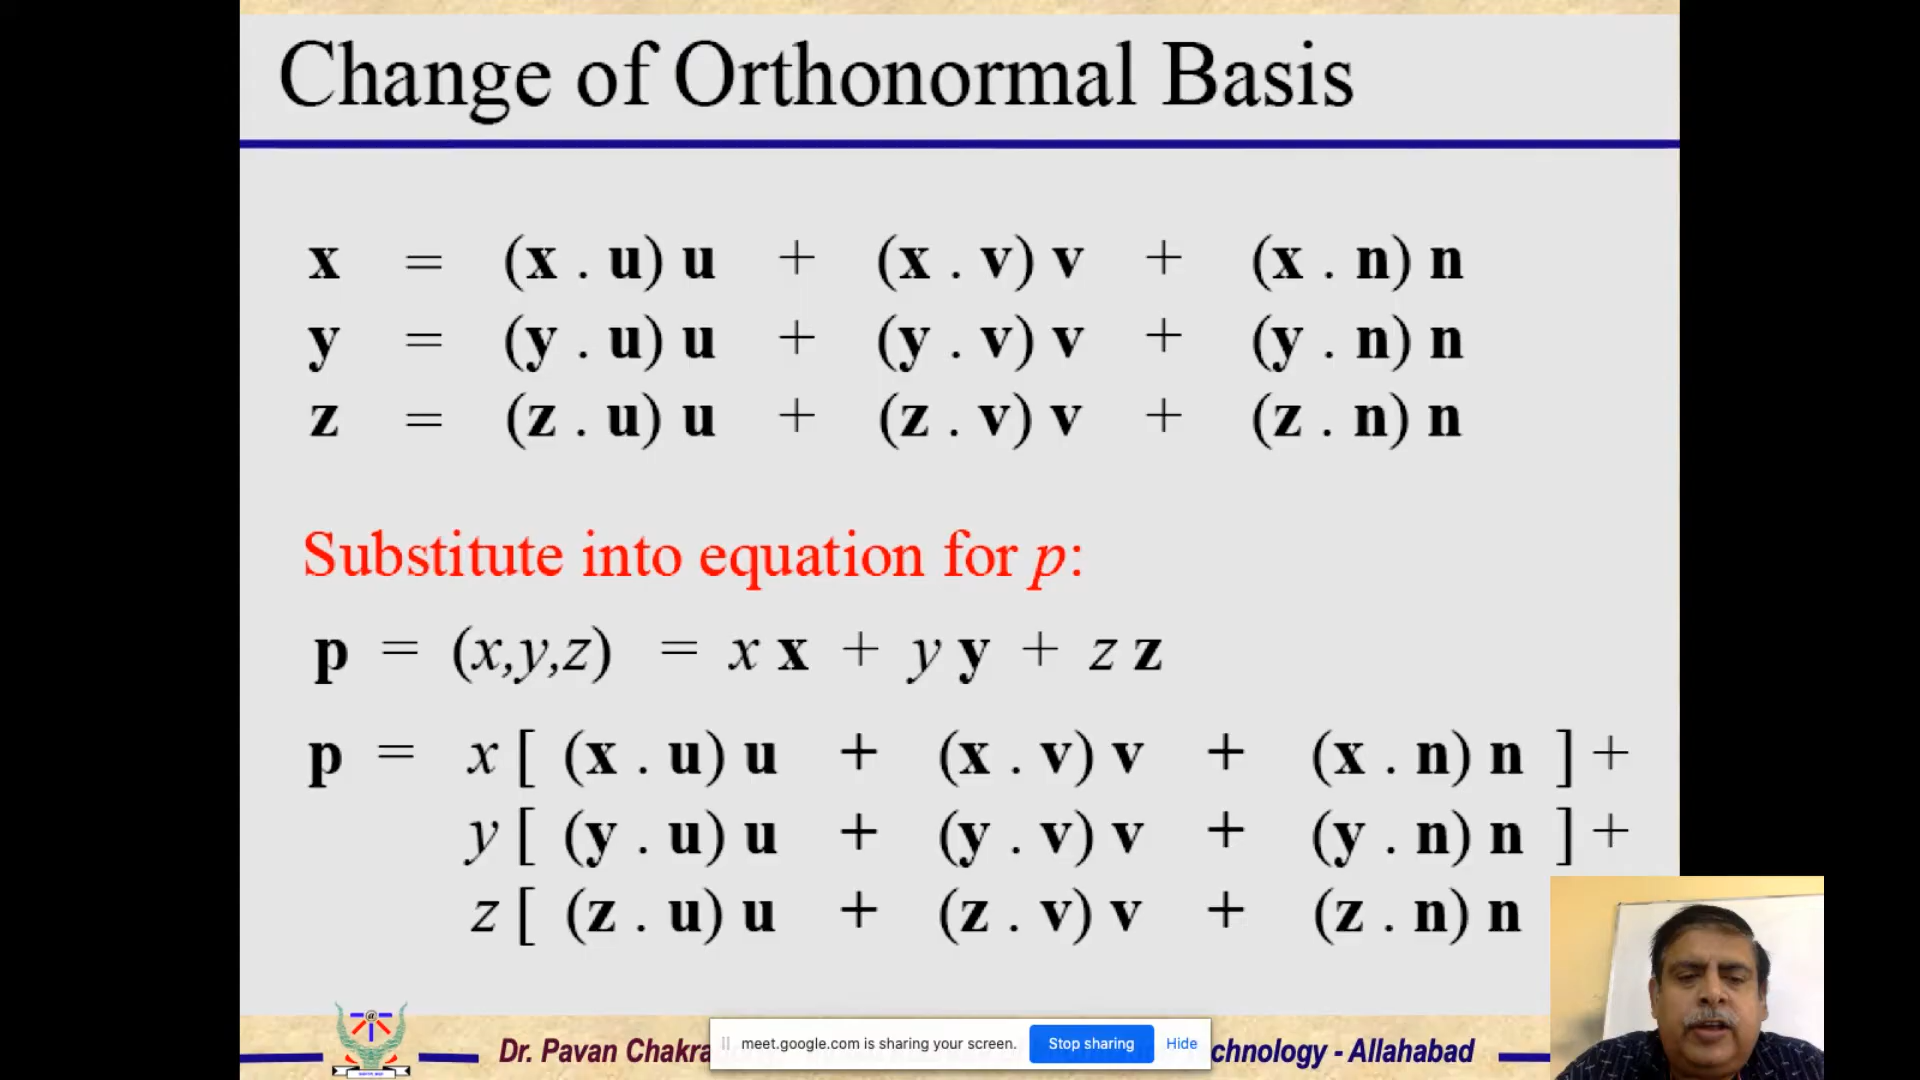 Change of Orthonormal Basis
x = (x . u) u + (x . v) v + (x . n) n
y = (y . u) u + (y . v) v + (y . n) n
z = (z . u) u + (z . v) v + (z . n) n
Substitute into equation for p:
p = (x,y,z) = x x + y y + z z
p = x [ (x . u) u + (x . v) v + (x . n) n ] +
y [ (y . u) u + (y . v) v + (y . n) n ] +
z [ (z . u) u + (z . v) v + (z . n) n
Dr. Pavan Chakra
meet.google.com is sharing your screen. Stop sharing Hide
chnology - Allahabad